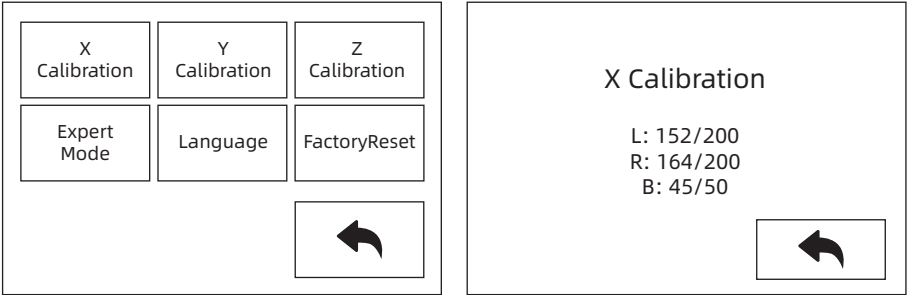 X
Calibration
Y
Calibration
Z
Calibration
Expert
Mode
Language
FactoryReset
X Calibration
L: 152/200
R: 164/200
B: 45/50